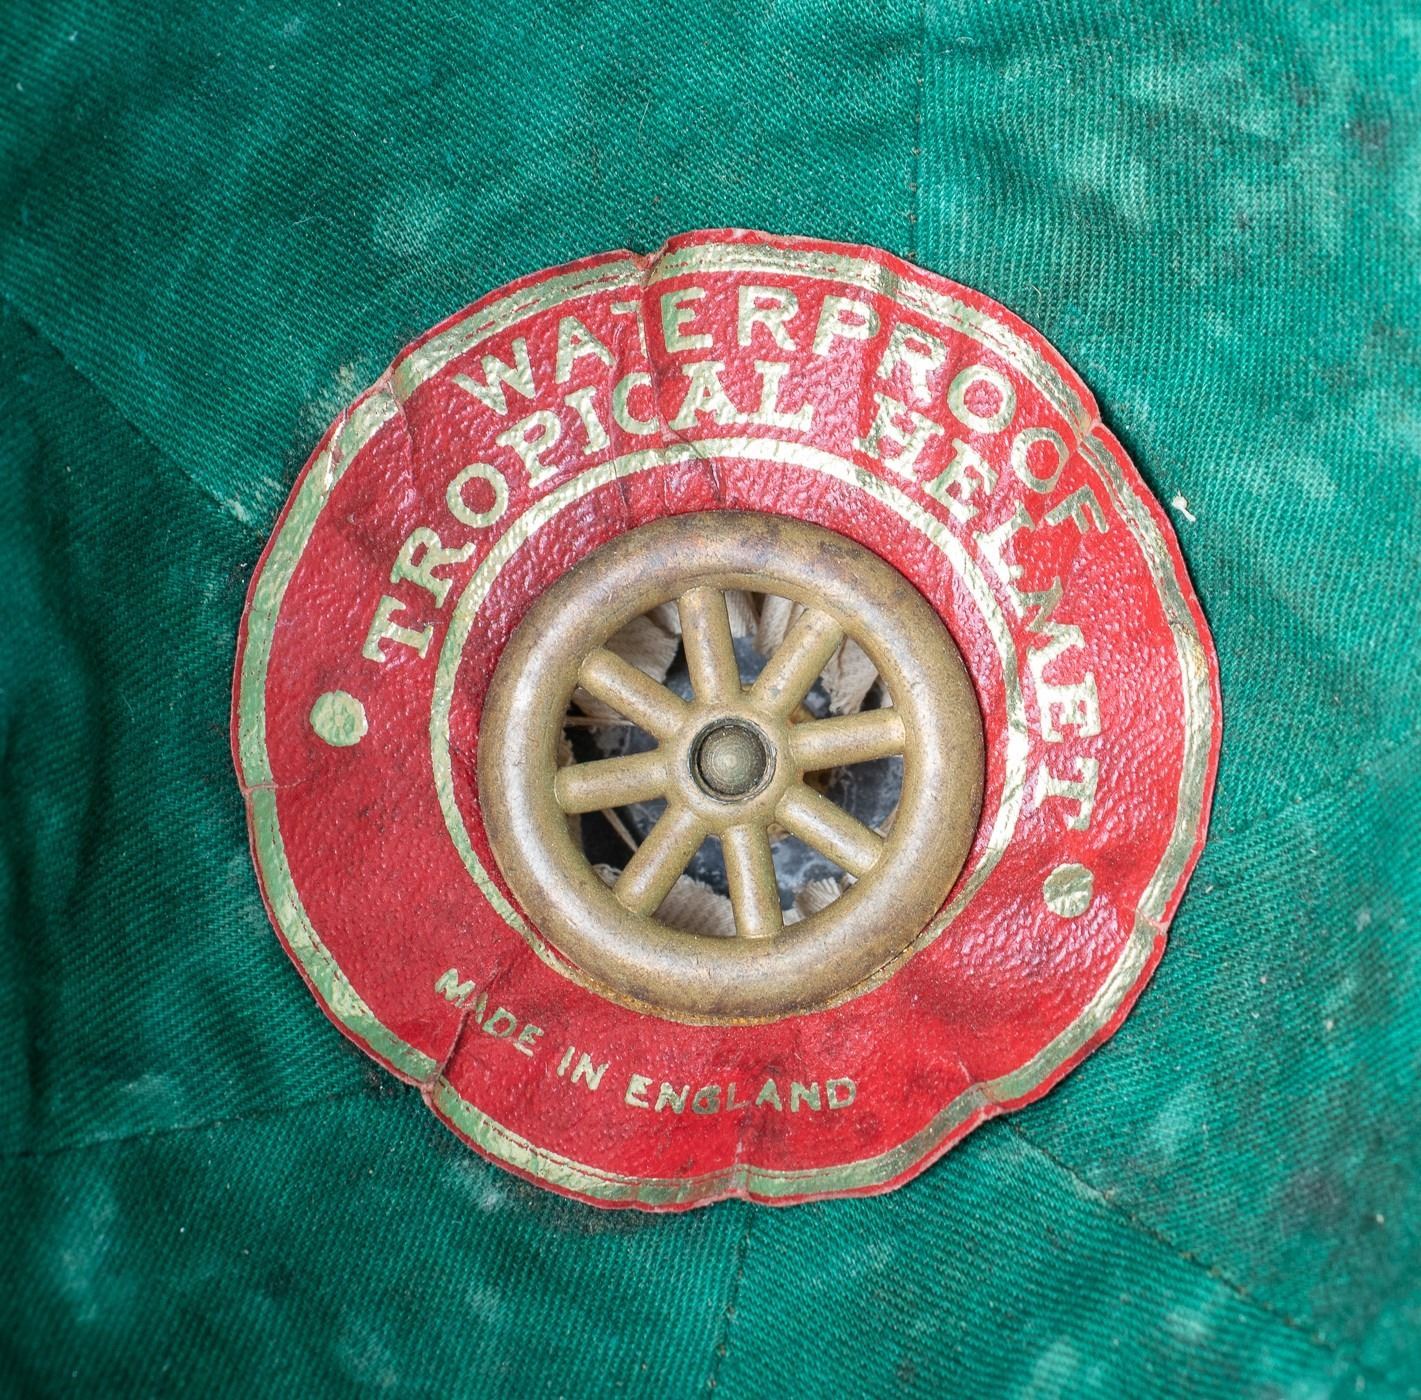 WATERPROOF
TROPICAL HELMET
MADE IN ENGLAND